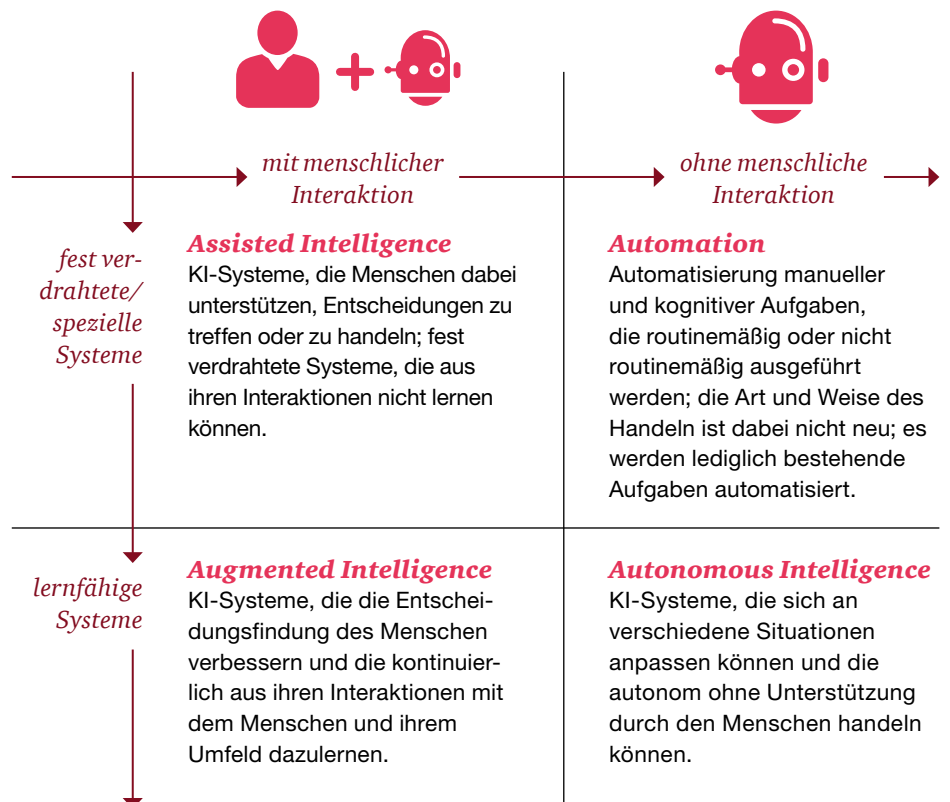 mit menschlicher
Interaktion
ohne menschliche
Interaktion
fest ver-
drahtete/
spezielle
Systeme
Assisted Intelligence
KI-Systeme, die Menschen dabei
unterstützen, Entscheidungen zu
treffen oder zu handeln; fest
verdrahtete Systeme, die aus
ihren Interaktionen nicht lernen
können.
Automation
Automatisierung manueller
und kognitiver Aufgaben,
die routinemäßig oder nicht
routinemäßig ausgeführt
werden; die Art und Weise des
Handeln ist dabei nicht neu; es
werden lediglich bestehende
Aufgaben automatisiert.
lernfähige
Systeme
Augmented Intelligence
KI-Systeme, die die Entschei-
dungsfindung des Menschen
verbessern und die kontinuier-
lich aus ihren Interaktionen mit
dem Menschen und ihrem
Umfeld dazulernen.
Autonomous Intelligence
KI-Systeme, die sich an
verschiedene Situationen
anpassen können und die
autonom ohne Unterstützung
durch den Menschen handeln
können.